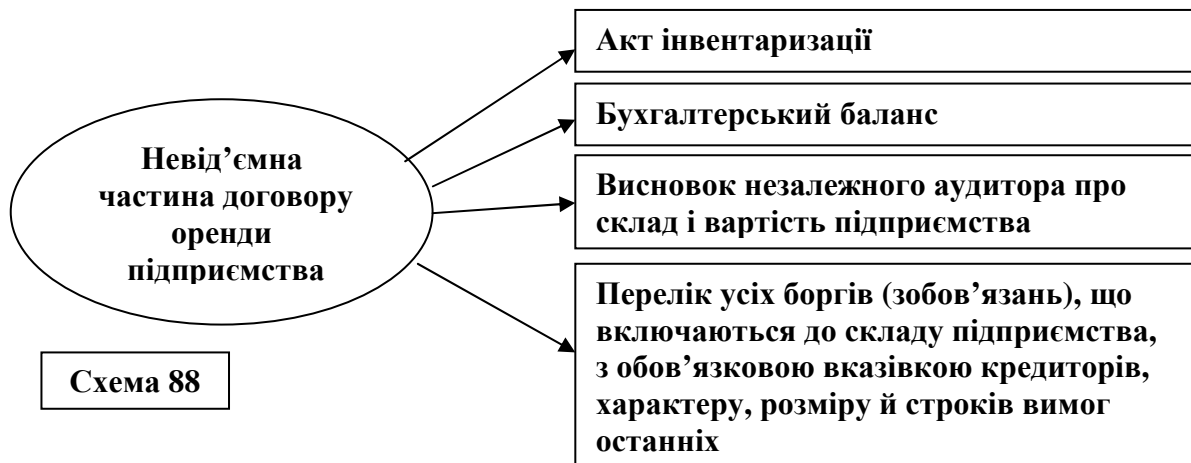 Невід’ємна
частина договору
оренди
підприємства
Акт інвентаризації
Бухгалтерський баланс
Висновок незалежного аудитора про
склад і вартість підприємства
Перелік усіх боргів (зобов’язань), що
включаються до складу підприємства,
з обов’язковою вказівкою кредиторів,
характеру, розміру й строків вимог
останніх
Схема 88